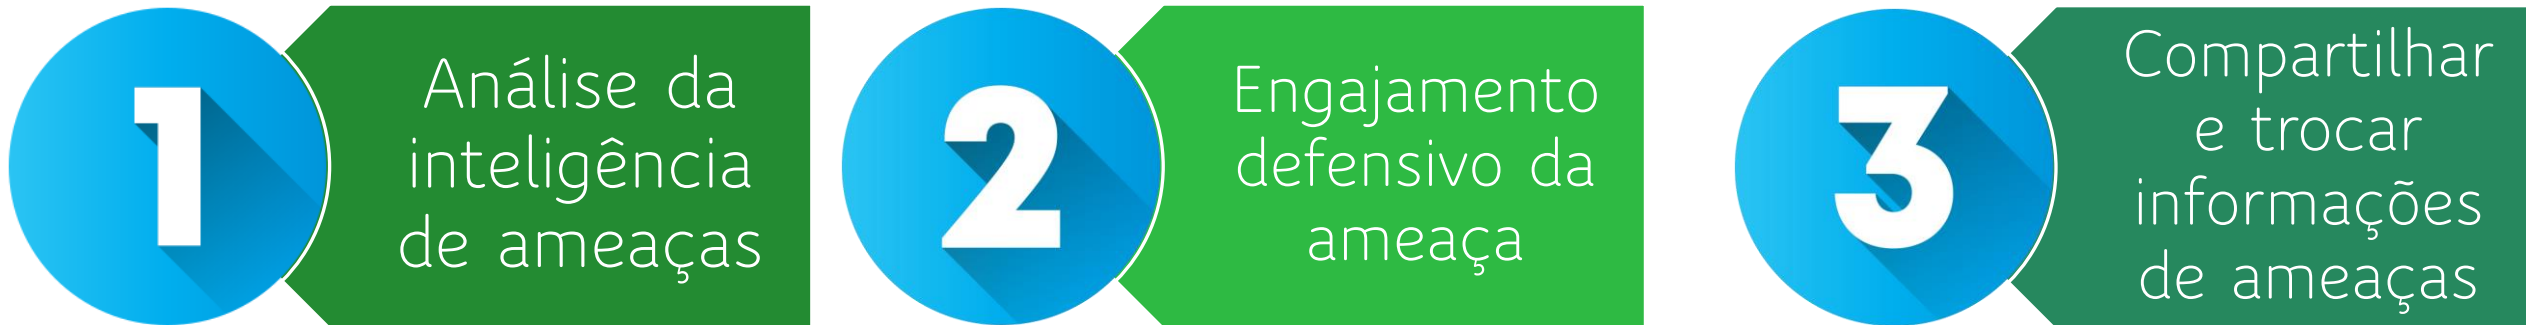 1
Análise da
inteligência
de ameaças
2
Engajamento
defensivo da
ameaça
3
Compartilhar
e trocar
informações
de ameaças